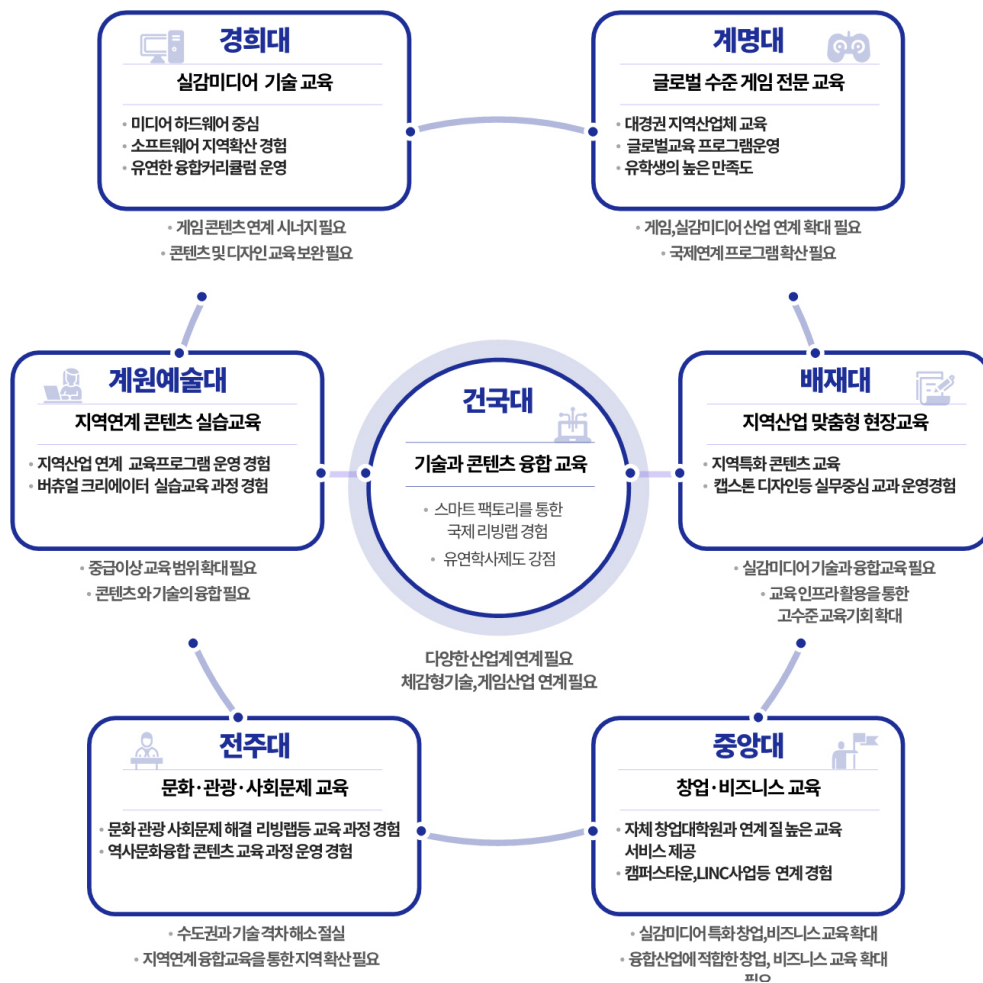 경희대
실감미디어 기술 교육
• 미디어 하드웨어 중심
• 소프트웨어 지역확산 경험
• 유연한 융합커리큘럼 운영
• 게임 콘텐츠 연계 시너지 필요
• 콘텐츠 및 디자인 교육 보완 필요
계명대
글로벌 수준 게임 전문 교육
• 대경권 지역산업체 교육
• 글로벌교육 프로그램운영
• 유학생의 높은 만족도
• 게임,실감미디어 산업 연계 확대 필요
• 국제연계 프로그램 확산 필요
계원예술대
지역연계 콘텐츠 실습교육
• 지역산업 연계 교육프로그램 운영 경험
• 버츄얼 크리에이터 실습교육 과정 경험
• 중급이상 교육 범위 확대 필요
• 콘텐츠와 기술의 융합 필요
건국대
기술과 콘텐츠 융합 교육
• 스마트 팩토리를 통한
국제 리빙랩 경험
• 유연학사제도 강점
다양한 산업계 연계 필요
체감형기술,게임산업 연계 필요
배재대
지역산업 맞춤형 현장교육
• 지역특화 콘텐츠 교육
• 캡스톤 디자인등 실무중심 교과 운영경험
• 실감미디어 기술과 융합교육 필요
• 교육 인프라 활용을 통한
고수준 교육기회 확대
전주대
문화·관광·사회문제 교육
• 문화 관광 사회문제 해결 리빙랩등 교육 과정 경험
• 역사문화융합 콘텐츠 교육 과정 운영 경험
• 수도권과 기술 격차 해소 절실
• 지역연계 융합교육을 통한 지역 확산 필요
중앙대
창업·비즈니스 교육
• 자체 창업대학원과 연계 질 높은 교육
서비스 제공
• 캠퍼스타운,LINC사업등 연계 경험
• 실감미디어 특화 창업,비즈니스 교육 확대
• 융합산업에 적합한 창업, 비즈니스 교육 확대
필요